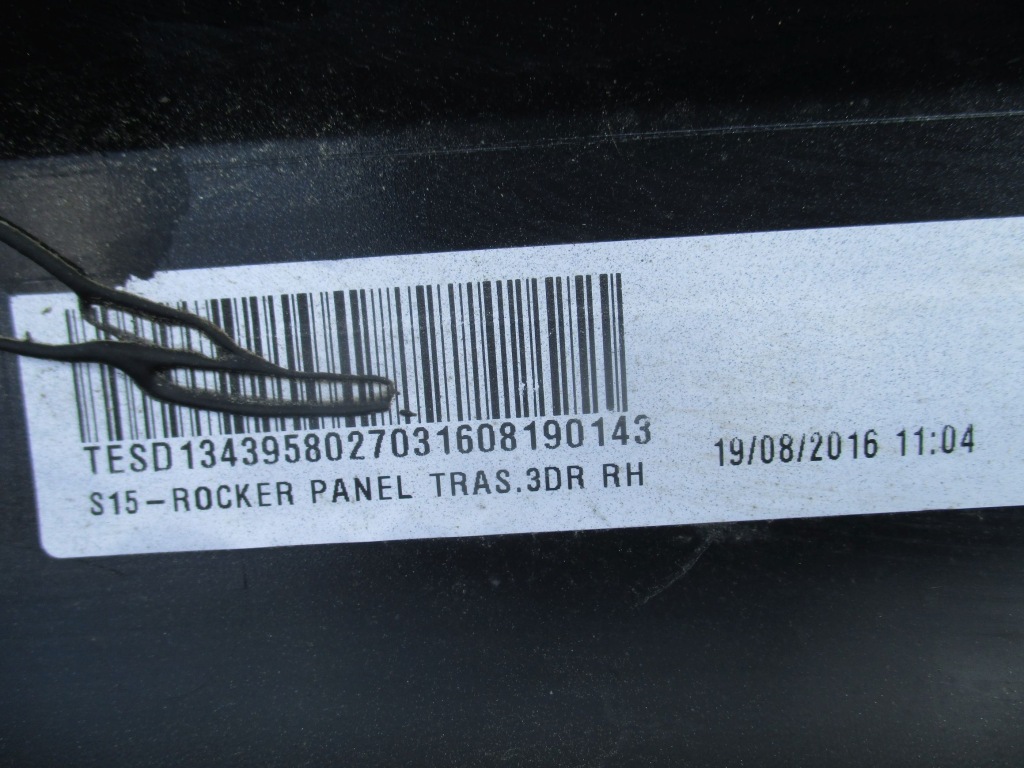 TESD1343958027031608190143
S15-ROCKER PANEL TRAS.3DR RH
19/08/2016 11:04